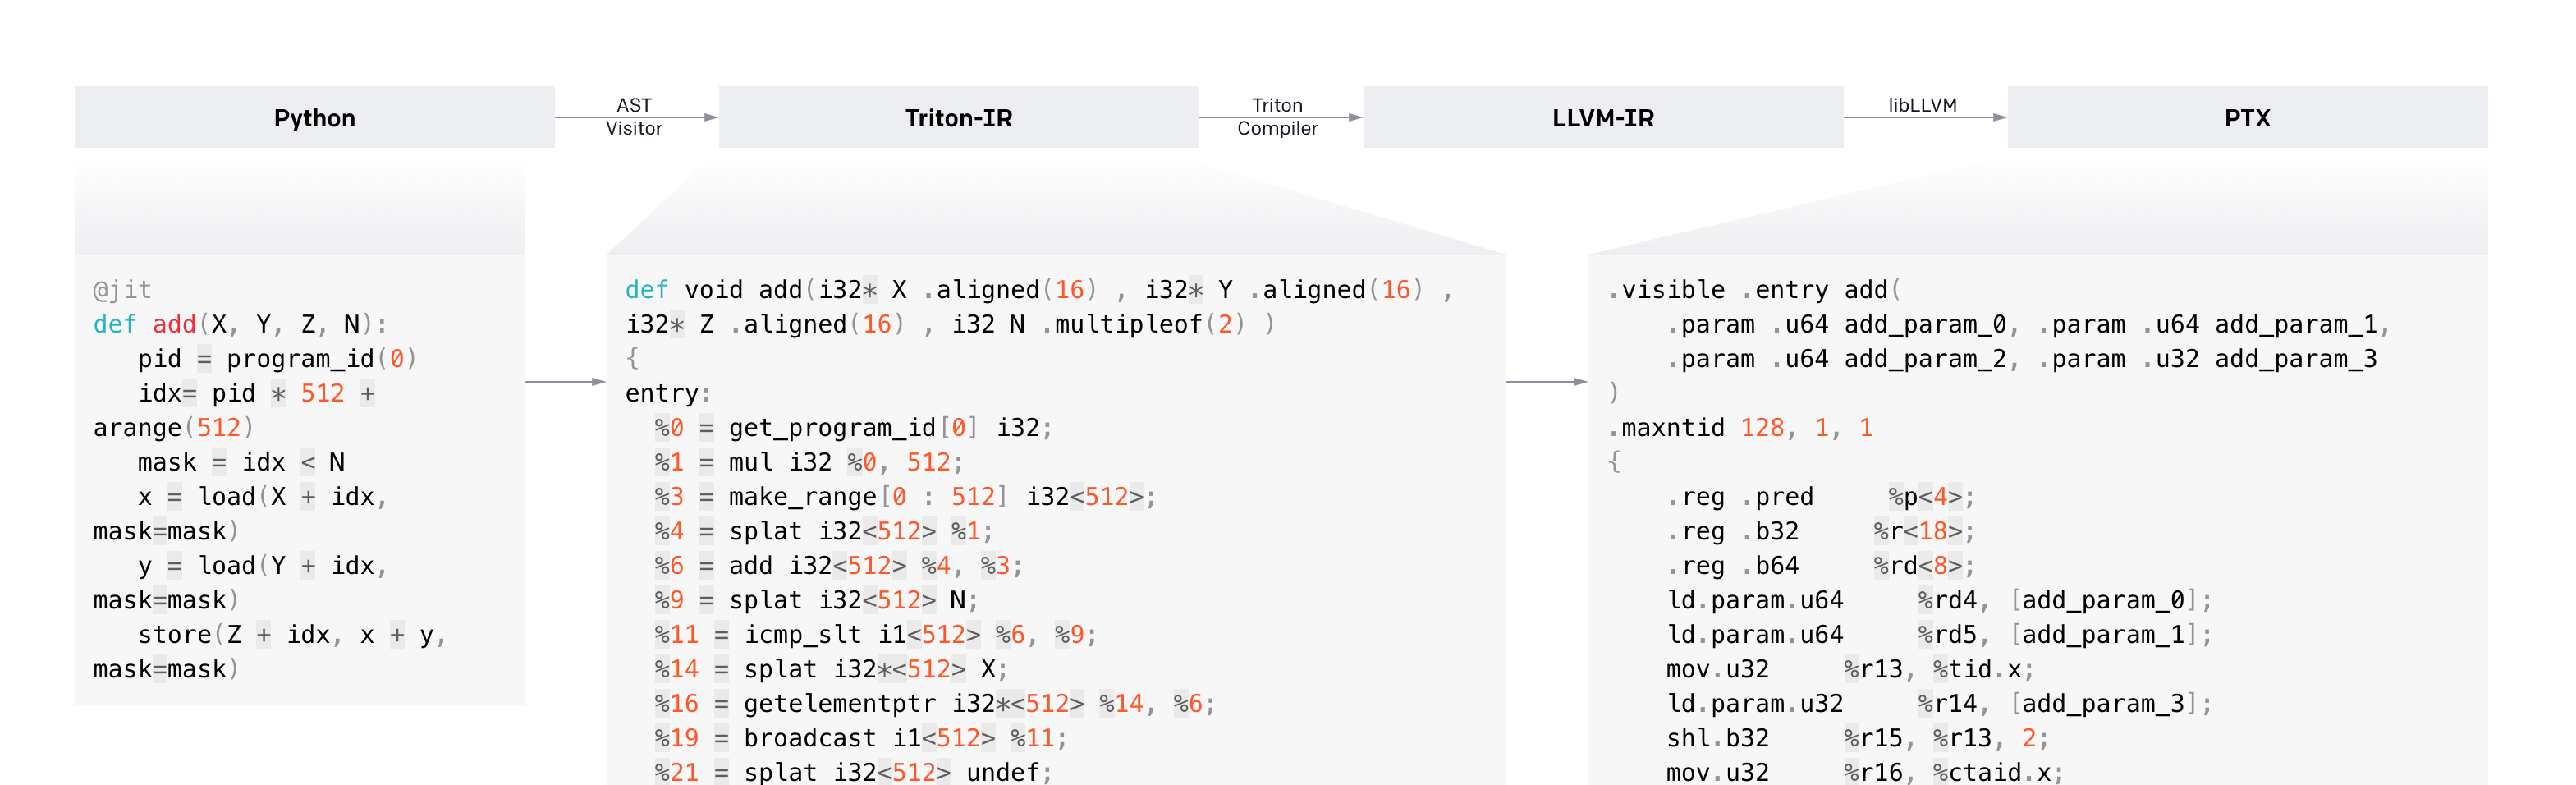 Python
AST
Visitor
Triton-IR
Triton
Compiler
LLVM-IR
libLLVM
PTX
@jit
def add(X, Y, Z, N):
   pid = program_id(0)
   idx= pid * 512 +
arange(512)
   mask = idx < N
   x = load(X + idx,
mask=mask)
   y = load(Y + idx,
mask=mask)
   store(Z + idx, x + y,
mask=mask)
def void add(i32* X .aligned(16) , i32* Y .aligned(16) ,
i32* Z .aligned(16) , i32 N .multipleof(2) )
{
entry:
  %0 = get_program_id[0] i32;
  %1 = mul i32 %0, 512;
  %3 = make_range[0 : 512] i32<512>;
  %4 = splat i32<512> %1;
  %6 = add i32<512> %4, %3;
  %9 = splat i32<512> N;
  %11 = icmp_slt i1<512> %6, %9;
  %14 = splat i32*<512> X;
  %16 = getelementptr i32*<512> %14, %6;
  %19 = broadcast i1<512> %11;
  %21 = splat i32<512> undef;
.visible .entry add(
    .param .u64 add_param_0, .param .u64 add_param_1,
    .param .u64 add_param_2, .param .u32 add_param_3
)
.maxntid 128, 1, 1
{
    .reg .pred     %p<4>;
    .reg .b32     %r<18>;
    .reg .b64     %rd<8>;
    ld.param.u64     %rd4, [add_param_0];
    ld.param.u64     %rd5, [add_param_1];
    mov.u32     %r13, %tid.x;
    ld.param.u32     %r14, [add_param_3];
    shl.b32     %r15, %r13, 2;
    mov.u32     %r16, %ctaid.x;